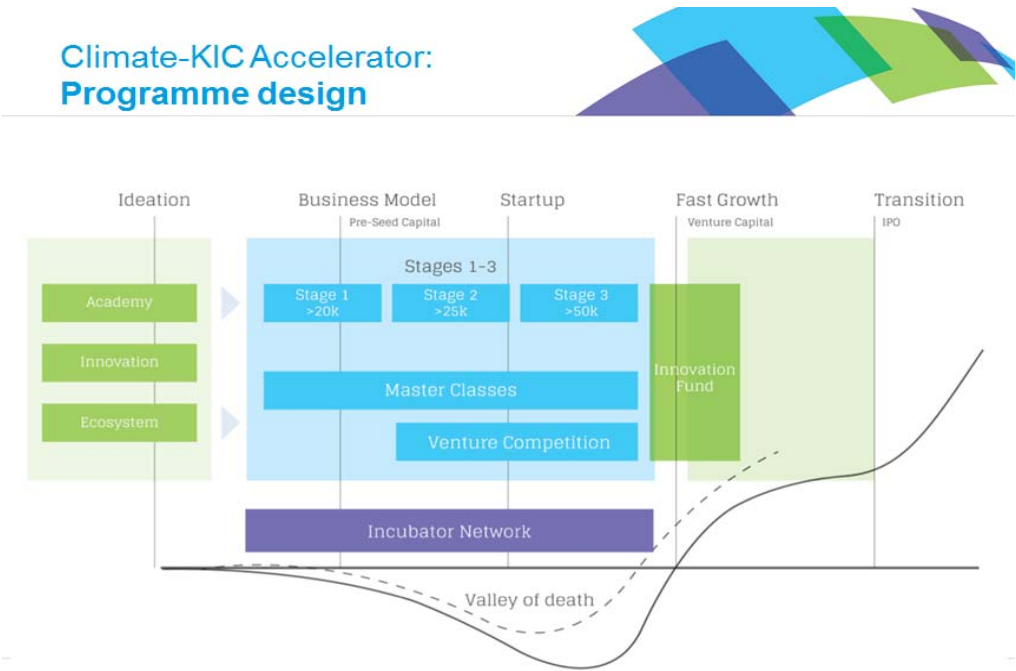 Climate-KIC Accelerator:
Programme design
Ideation
Business Model
Startup
Fast Growth
Transition
Pre-Seed Capital
Venture Capital
IPO
Stages 1-3
Academy
Stage 1
>20k
Stage 2
>25k
Stage 3
>50k
Innovation
Master Classes
Innovation
Fund
Ecosystem
Venture Competition
Incubator Network
Valley of death